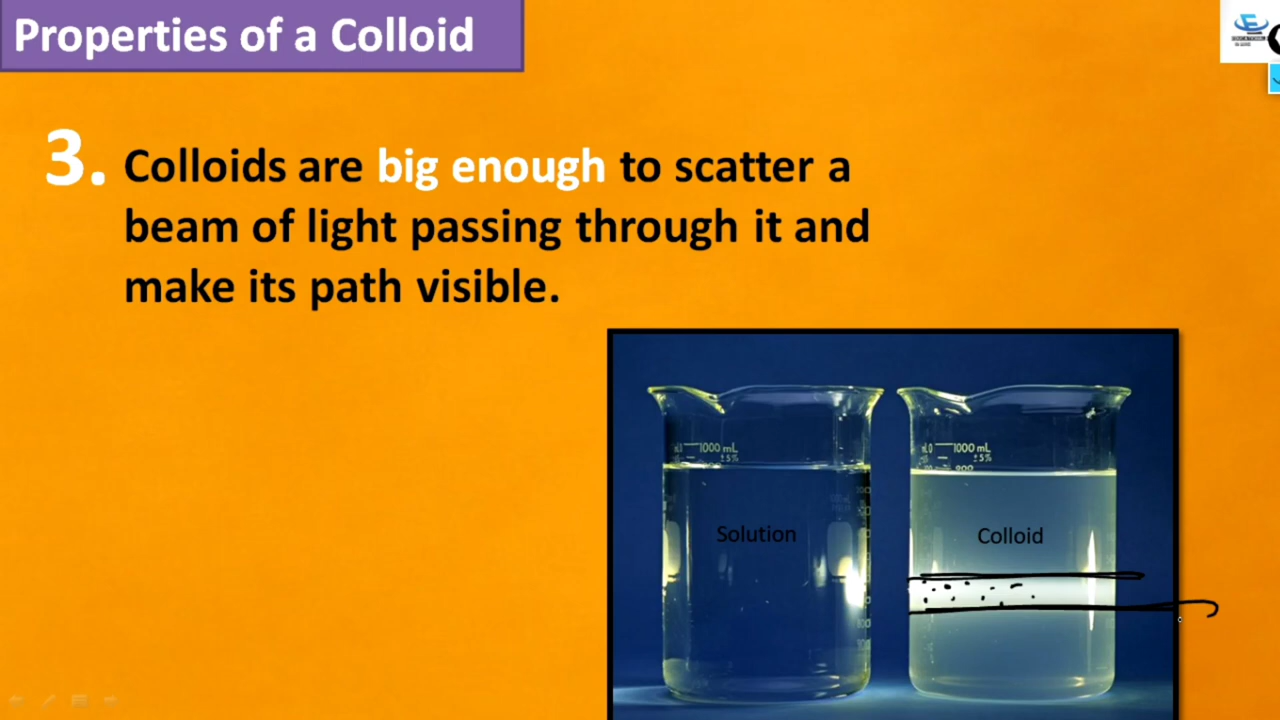 Properties of a Colloid
3. Colloids are big enough to scatter a
beam of light passing through it and
make its path visible.
1000 mL
±5%
1000 mL
±5%
Solution
Colloid